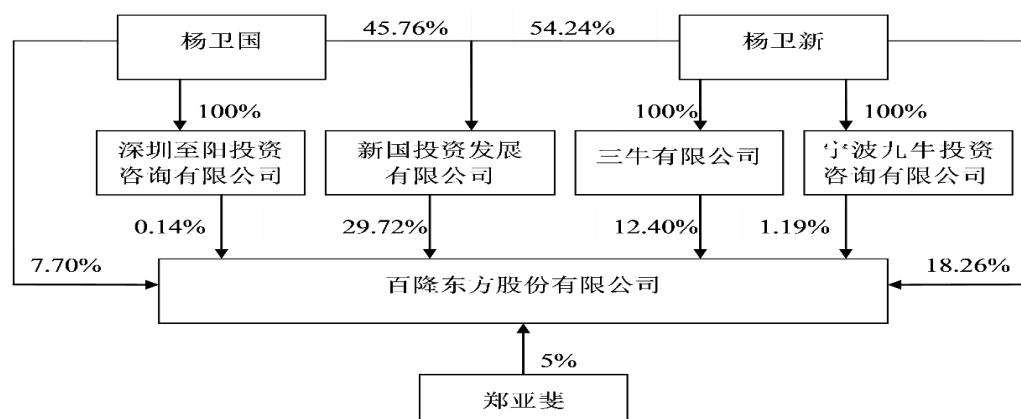 杨卫国
45.76%
54.24%
杨卫新
100%
100%
100%
深圳至阳投资
咨询有限公司
新国投资发展
有限公司
三牛有限公司
宁波九牛投资
咨询有限公司
0.14%
29.72%
12.40%
1.19%
7.70%
百隆东方股份有限公司
18.26%
5%
郑亚斐